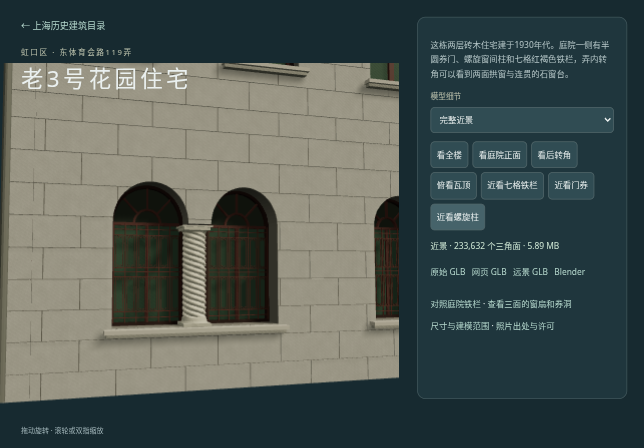 ← 上海历史建筑目录
虹口区 · 东体育会路119弄
老3号花园住宅
这栋两层砖木住宅建于1930年代。庭院一侧有半
圆券门、螺旋窗间柱和七格红褐色铁栏，弄内转
角可以看到两面拱窗与连贯的石窗台。
模型细节
完整近景
看全楼 看庭院正面 看后转角
俯看瓦顶 近看七格铁栏 近看门券
近看螺旋柱
近景 · 233,632 个三角面 · 5.89 MB
原始 GLB 网页 GLB 远景 GLB Blender
对照庭院铁栏 · 查看三面的窗扇和券洞
尺寸与建模范围 · 照片出处与许可
拖动旋转 · 滚轮或双指缩放